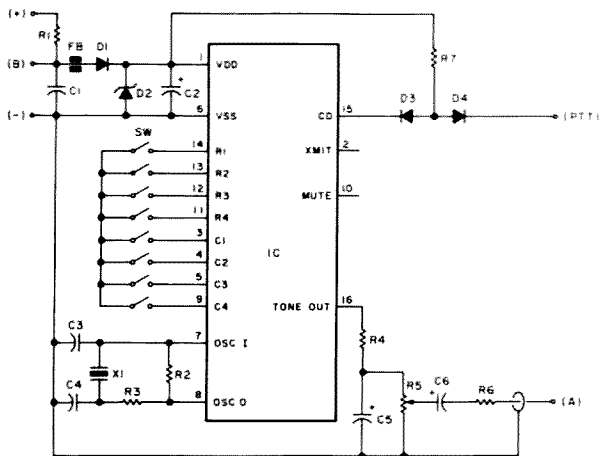 (+)
R1
(B) FB D1
C1 D2 + C2
(-)
1 VDD
6 VSS
SW
14 R1
13 R2
12 R3
11 R4
3 C1
4 C2
5 C3
9 C4
7 OSC I
8 OSC O
IC
CD 15
XMIT 2
MUTE 10
TONE OUT 16
R7
D3 D4
(PTT)
C3
X1 R2
C4 R3
R4
R5 + C6 R6 (A)
+ C5